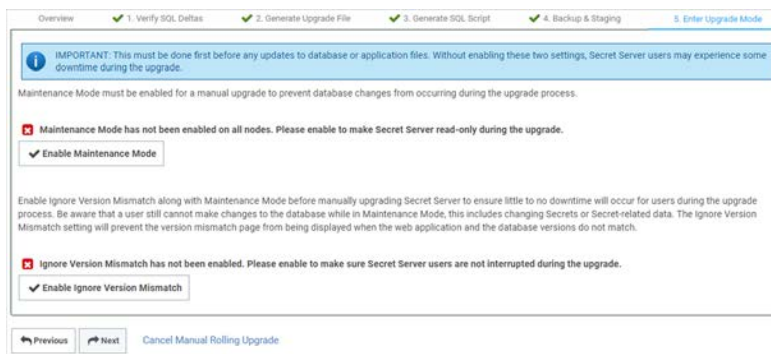 Overview
1. Verify SQL Deltas
2. Generate Upgrade File
3. Generate SQL Script
4. Backup & Staging
5. Enter Upgrade Mode
IMPORTANT: This must be done first before any updates to database or application files. Without enabling these two settings, Secret Server users may experience some
downtime during the upgrade.
Maintenance Mode must be enabled for a manual upgrade to prevent database changes from occurring during the upgrade process.
Maintenance Mode has not been enabled on all nodes. Please enable to make Secret Server read-only during the upgrade.
Enable Maintenance Mode
Enable Ignore Version Mismatch along with Maintenance Mode before manually upgrading Secret Server to ensure little to no downtime will occur for users during the upgrade
process. Be aware that a user still cannot make changes to the database while in Maintenance Mode, this includes changing Secrets or Secret-related data. The Ignore Version
Mismatch setting will prevent the version mismatch page from being displayed when the web application and the database versions do not match.
Ignore Version Mismatch has not been enabled. Please enable to make sure Secret Server users are not interrupted during the upgrade.
Enable Ignore Version Mismatch
Previous
Next
Cancel Manual Rolling Upgrade